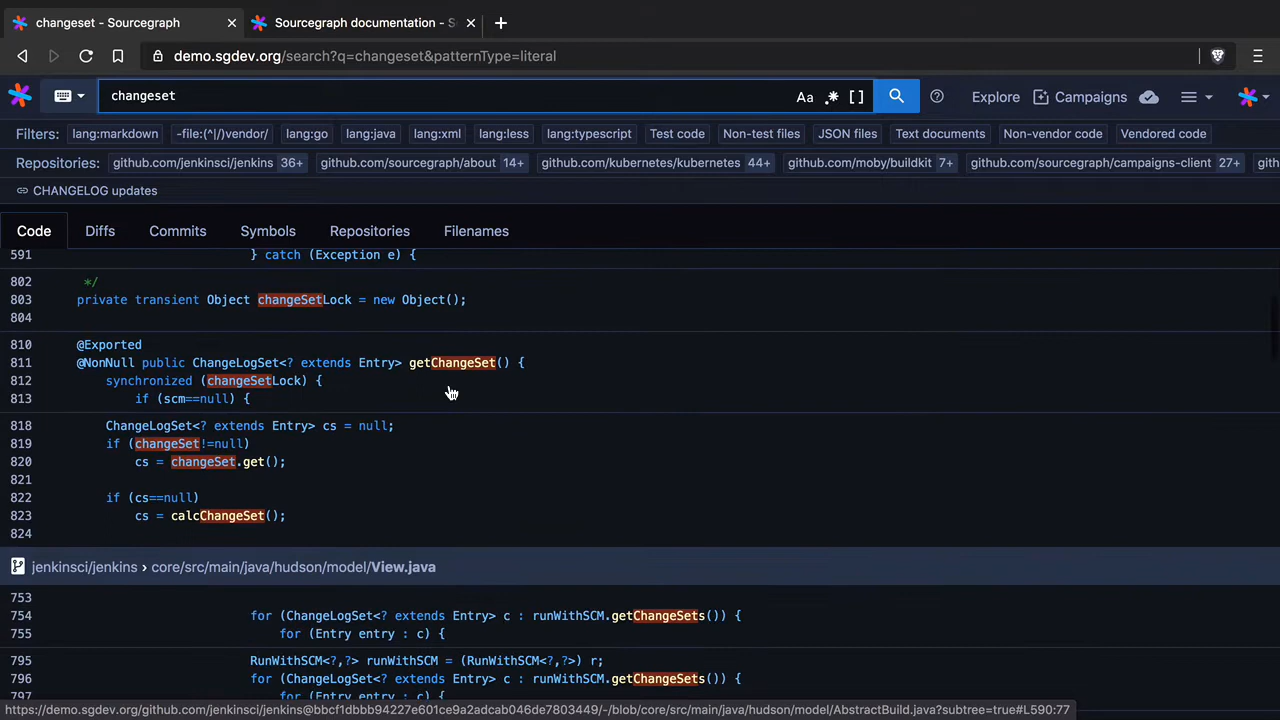 changeset - Sourcegraph
Sourcegraph documentation - S
demo.sgdev.org/search?q=changeset&patternType=literal
changeset
Aa .* [] Explore Campaigns
Filters: lang:markdown -file:(^|/)vendor/ lang:go lang:java lang:xml lang:less lang:typescript Test code Non-test files JSON files Text documents Non-vendor code Vendored code
Repositories: github.com/jenkinsci/jenkins 36+ github.com/sourcegraph/about 14+ github.com/kubernetes/kubernetes 44+ github.com/moby/buildkit 7+ github.com/sourcegraph/campaigns-client 27+ gith
CHANGELOG updates
Code Diffs Commits Symbols Repositories Filenames
591 } catch (Exception e) {
802 */
803 private transient Object changeSetLock = new Object();
804
810 @Exported
811 @NonNull public ChangeLogSet<? extends Entry> getChangeSet() {
812 synchronized (changeSetLock) {
813 if (scm==null) {
818 ChangeLogSet<? extends Entry> cs = null;
819 if (changeSet!=null)
820 cs = changeSet.get();
821
822 if (cs==null)
823 cs = calcChangeSet();
824
jenkinsci/jenkins › core/src/main/java/hudson/model/View.java
753
754 for (ChangeLogSet<? extends Entry> c : runWithSCM.getChangeSets()) {
755 for (Entry entry : c) {
795 RunWithSCM<?,?> runWithSCM = (RunWithSCM<?,?>) r;
796 for (ChangeLogSet<? extends Entry> c : runWithSCM.getChangeSets()) {
797 for (Entry entry : c) {
https://demo.sgdev.org/github.com/jenkinsci/jenkins@bbcf1dbbb94227e601ce9a2adcab046de7803449/-/blob/core/src/main/java/hudson/model/AbstractBuild.java?subtree=true#L590:77